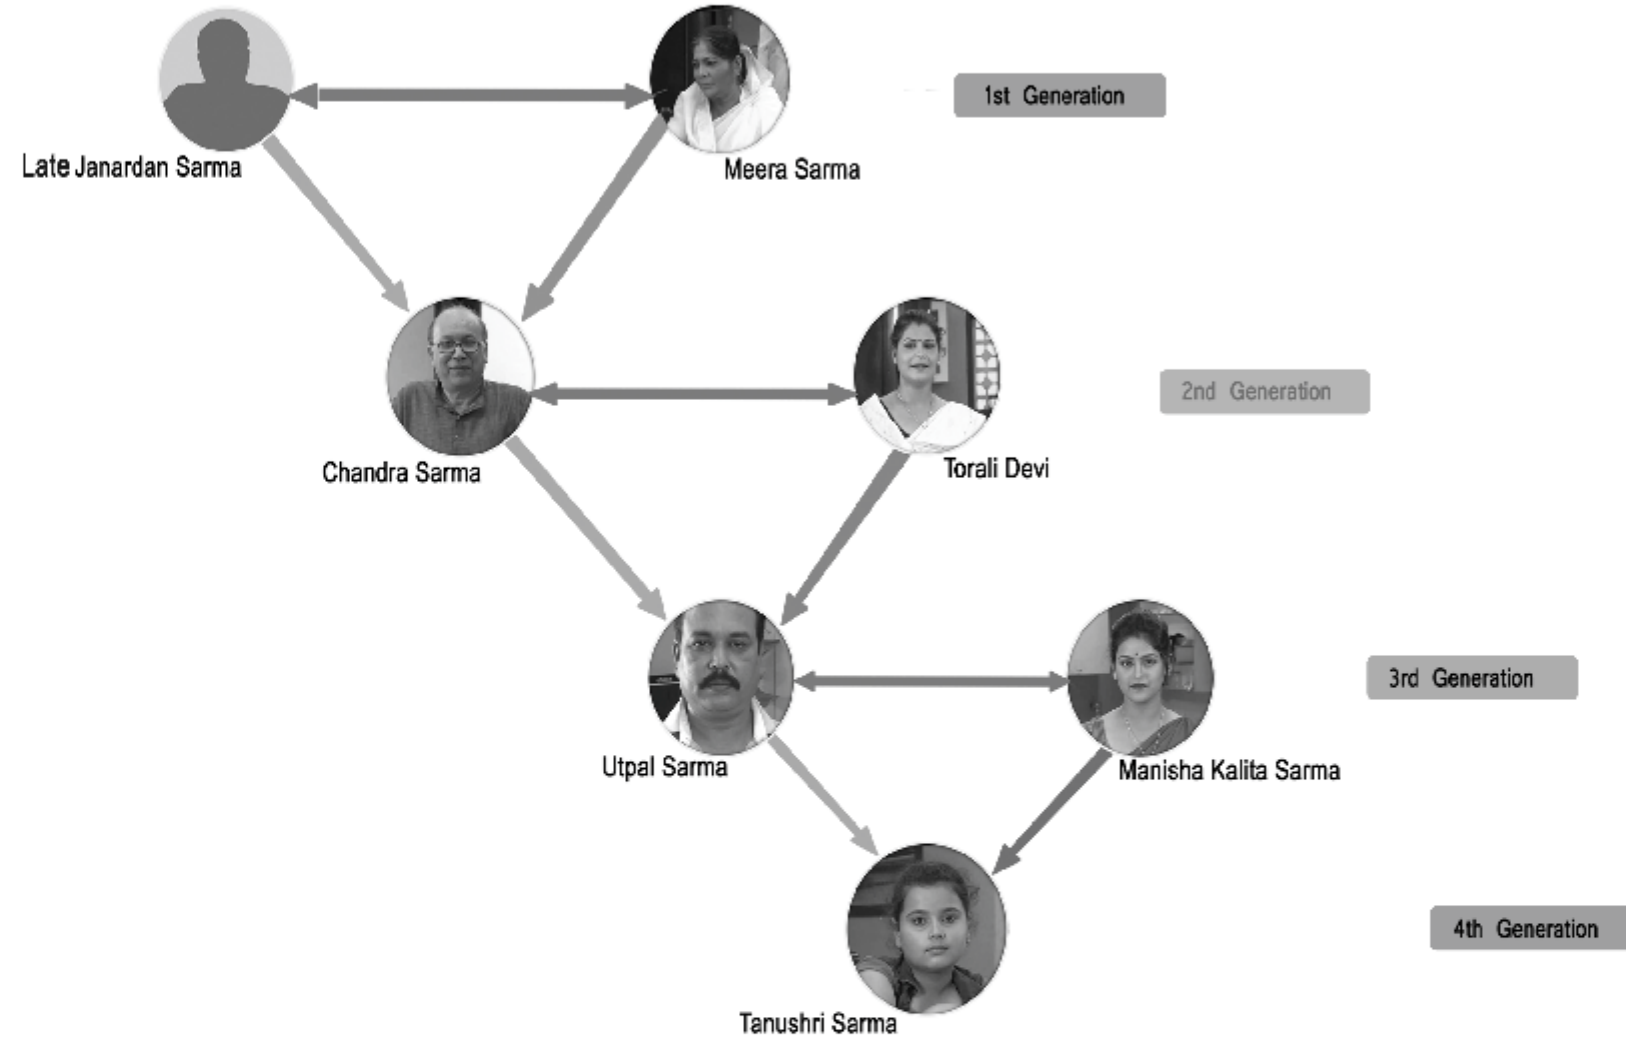 1st Generation
Late Janardan Sarma
Meera Sarma
2nd Generation
Chandra Sarma
Torali Devi
3rd Generation
Utpal Sarma
Manisha Kalita Sarma
4th Generation
Tanushri Sarma